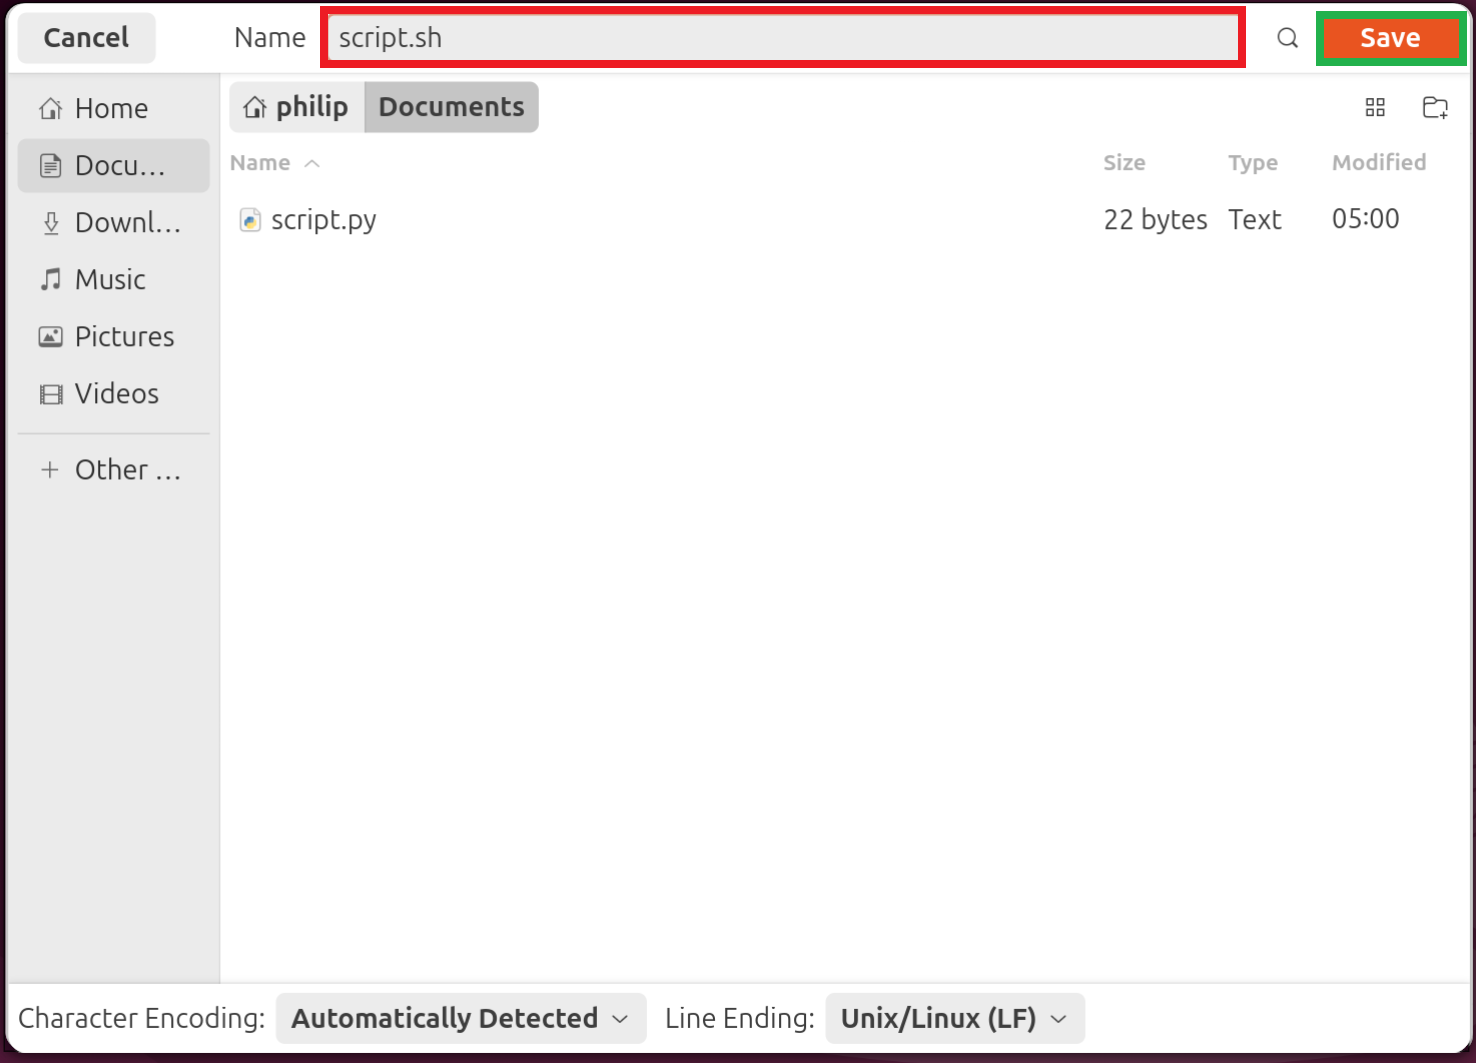 Cancel Name script.sh Save
Home
Docu...
Downl...
Music
Pictures
Videos
Other ...
philip Documents
Name Size Type Modified
script.py 22 bytes Text 05:00
Character Encoding: Automatically Detected Line Ending: Unix/Linux (LF)